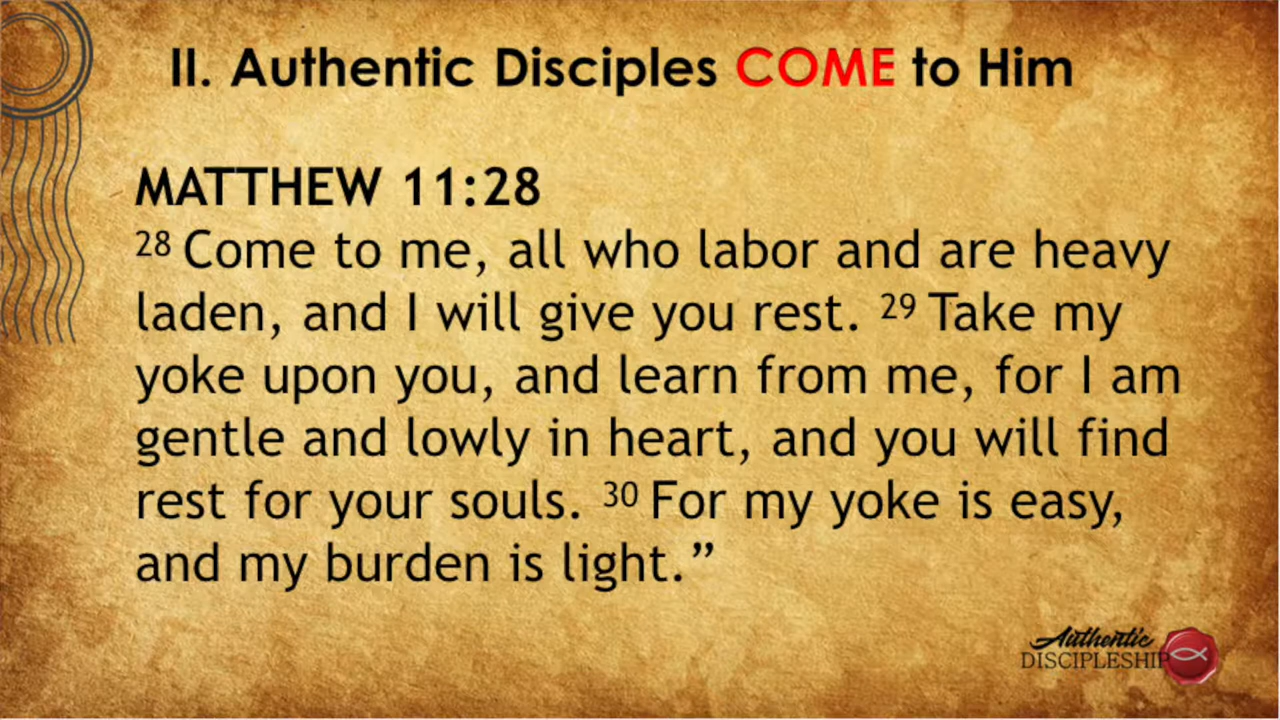 II. Authentic Disciples COME to Him
MATTHEW 11:28
28 Come to me, all who labor and are heavy
laden, and I will give you rest. 29 Take my
yoke upon you, and learn from me, for I am
gentle and lowly in heart, and you will find
rest for your souls. 30 For my yoke is easy,
and my burden is light.”
Authentic
DISCIPLESHIP